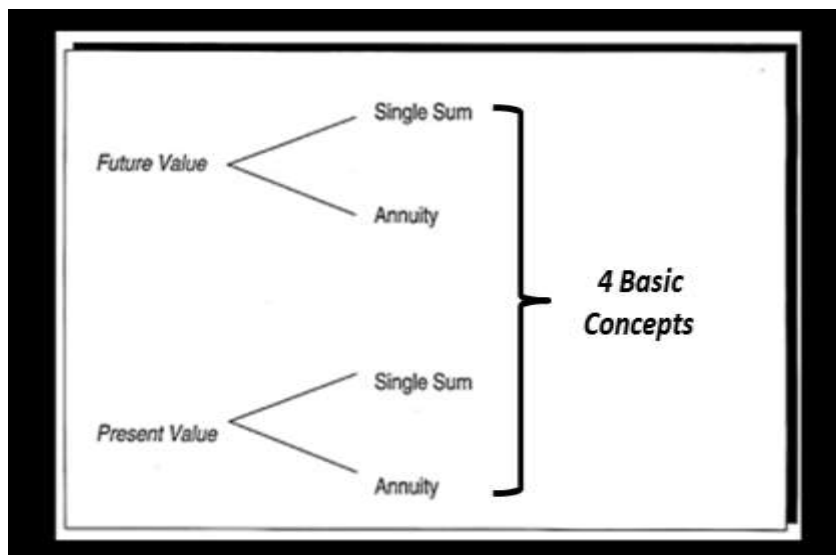 Single Sum
Future Value
Annuity
4 Basic
Concepts
Single Sum
Present Value
Annuity